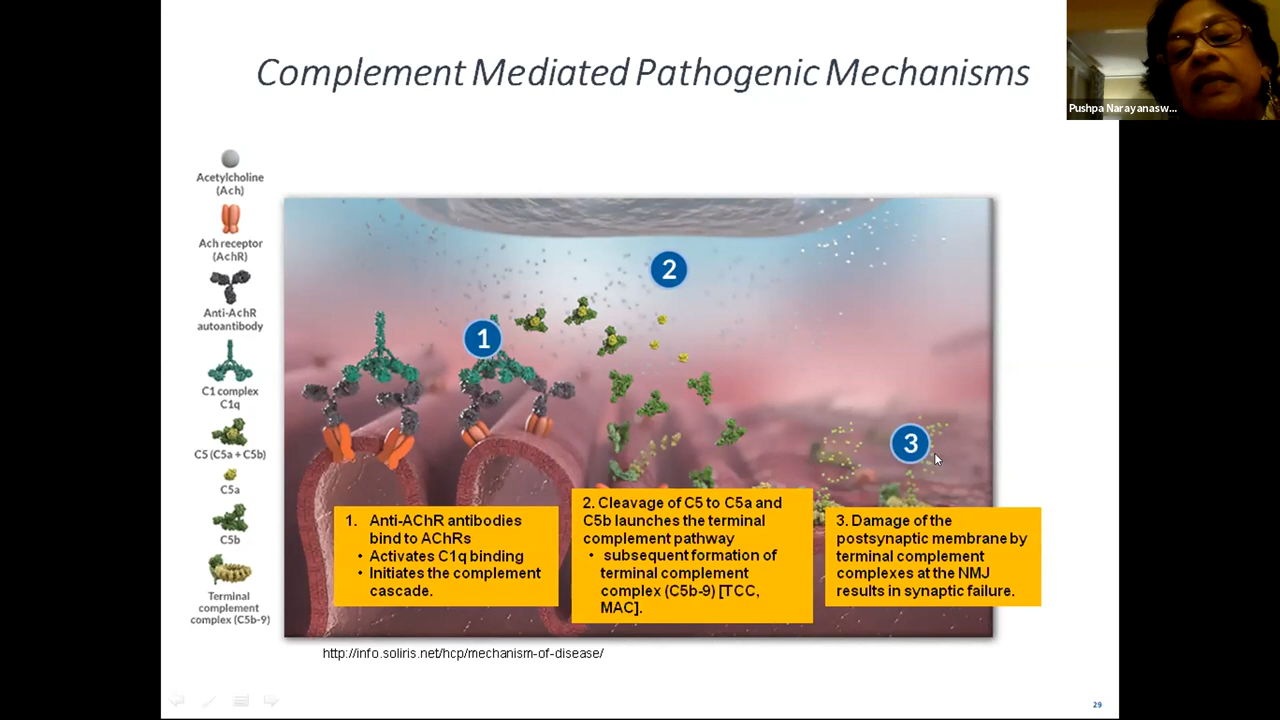 Complement Mediated Pathogenic Mechanisms
Pushpa Narayanasw...
Acetylcholine
(Ach)
Ach receptor
(AchR)
Anti-AchR
autoantibody
C1 complex
C1q
C5 (C5a + C5b)
C5a
C5b
Terminal
complement
complex (C5b-9)
1
2
3
1. Anti-AChR antibodies
bind to AChRs
• Activates C1q binding
• Initiates the complement
cascade.
2. Cleavage of C5 to C5a and
C5b launches the terminal
complement pathway
• subsequent formation of
terminal complement
complex (C5b-9) [TCC,
MAC].
3. Damage of the
postsynaptic membrane by
terminal complement
complexes at the NMJ
results in synaptic failure.
http://info.soliris.net/hcp/mechanism-of-disease/
29